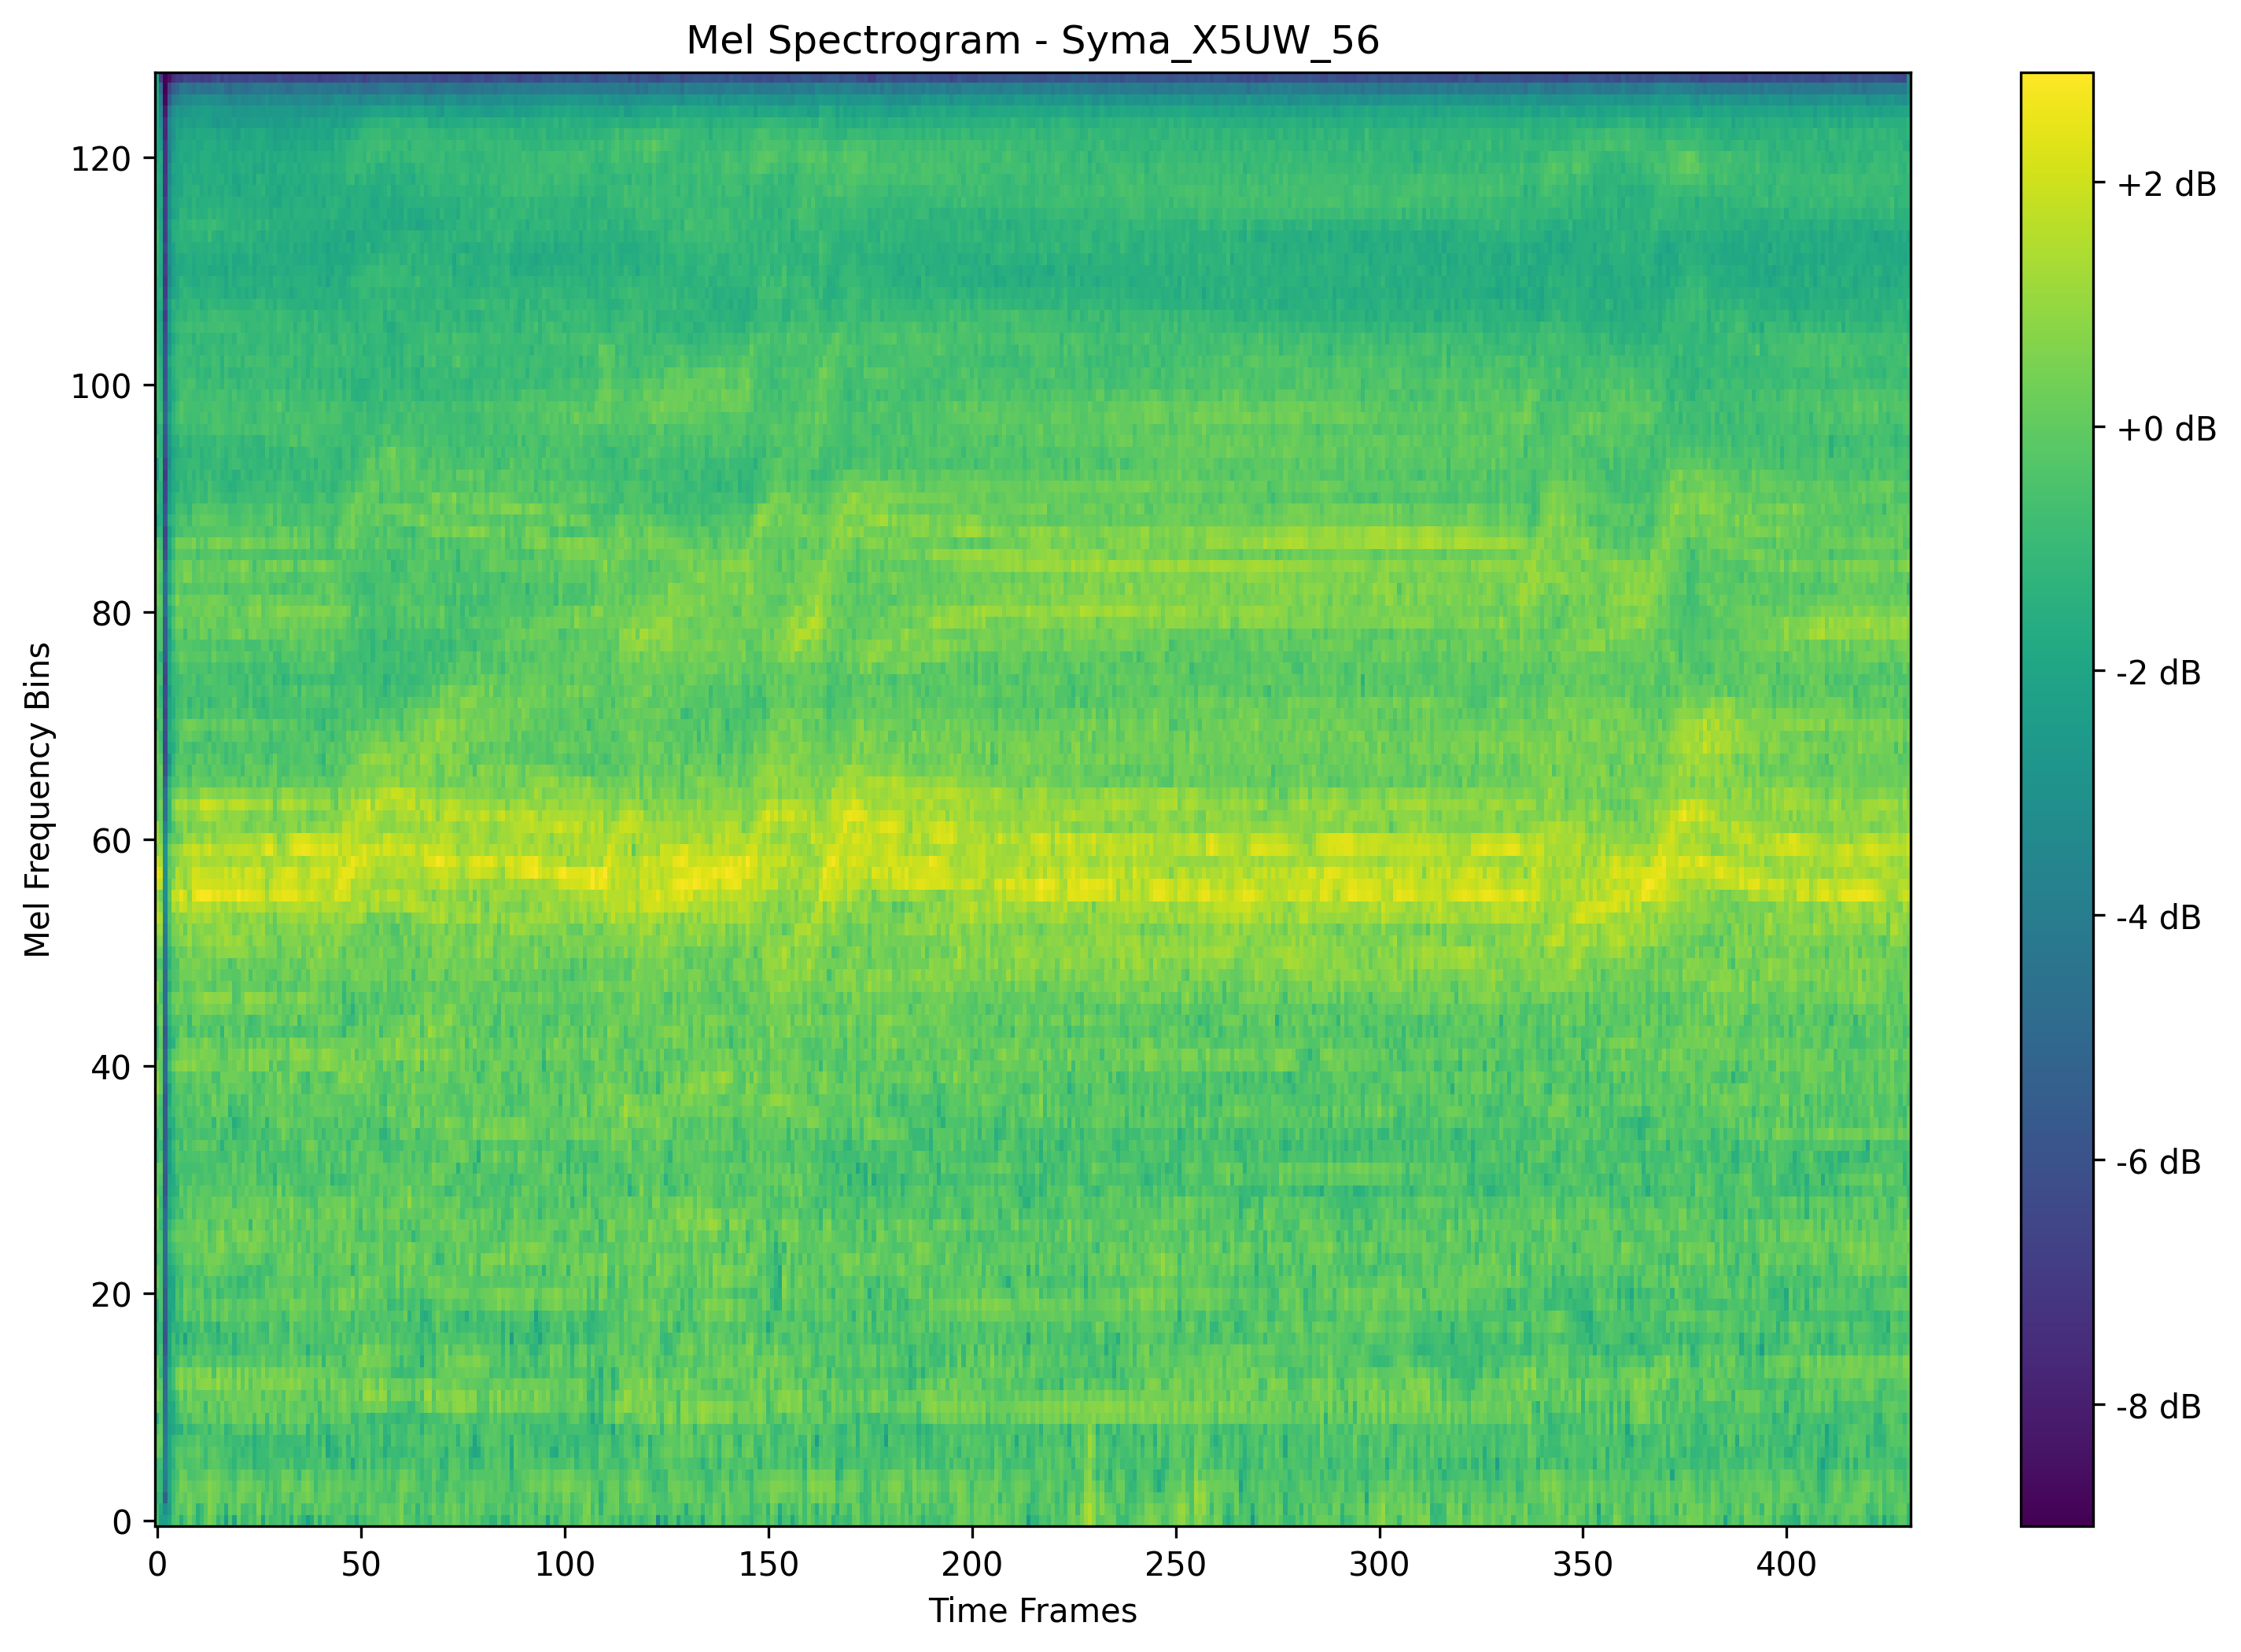 Mel Spectrogram - Syma_X5UW_56
Mel Frequency Bins
120
100
80
60
40
20
0
0 50 100 150 200 250 300 350 400
Time Frames
+2 dB
+0 dB
-2 dB
-4 dB
-6 dB
-8 dB